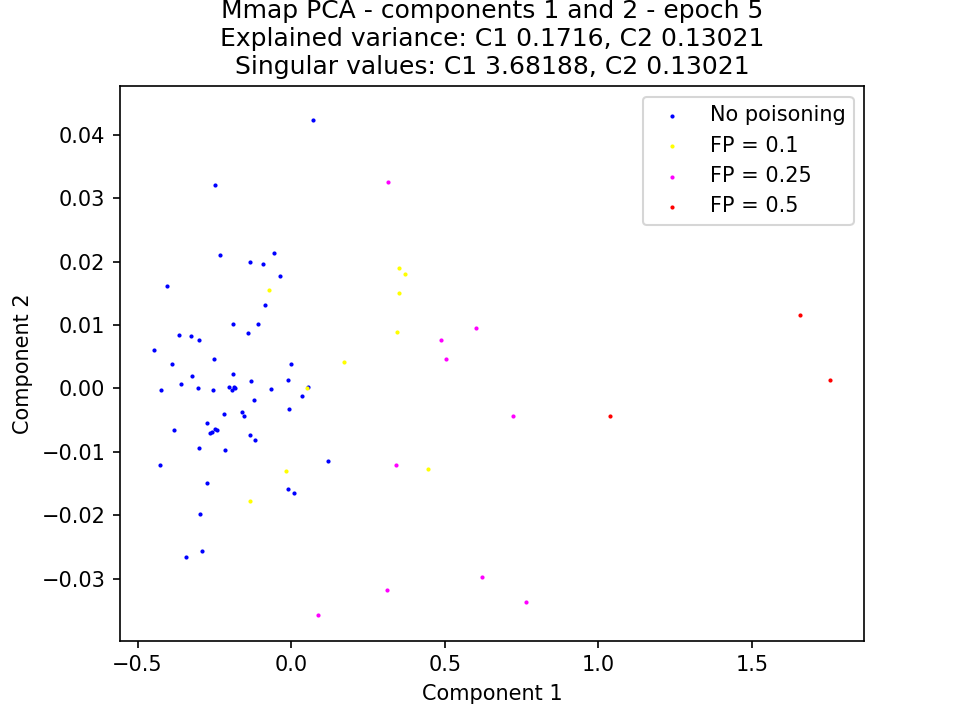 Mmap PCA - components 1 and 2 - epoch 5
Explained variance: C1 0.1716, C2 0.13021
Singular values: C1 3.68188, C2 0.13021
No poisoning
FP = 0.1
FP = 0.25
FP = 0.5
0.04
0.03
0.02
0.01
0.00
−0.01
−0.02
−0.03
Component 2
−0.5
0.0
0.5
1.0
1.5
Component 1